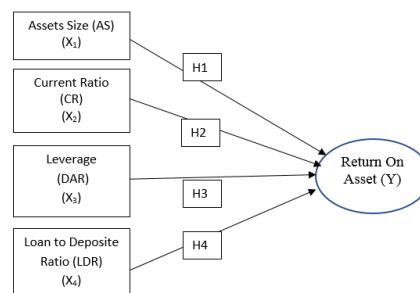 Assets Size (AS)
(X₁)
H1
Current Ratio
(CR)
(X₂)
H2
Leverage
(DAR)
(X₃)
H3
Loan to Deposite
Ratio (LDR)
(X₄)
H4
Return On
Asset (Y)